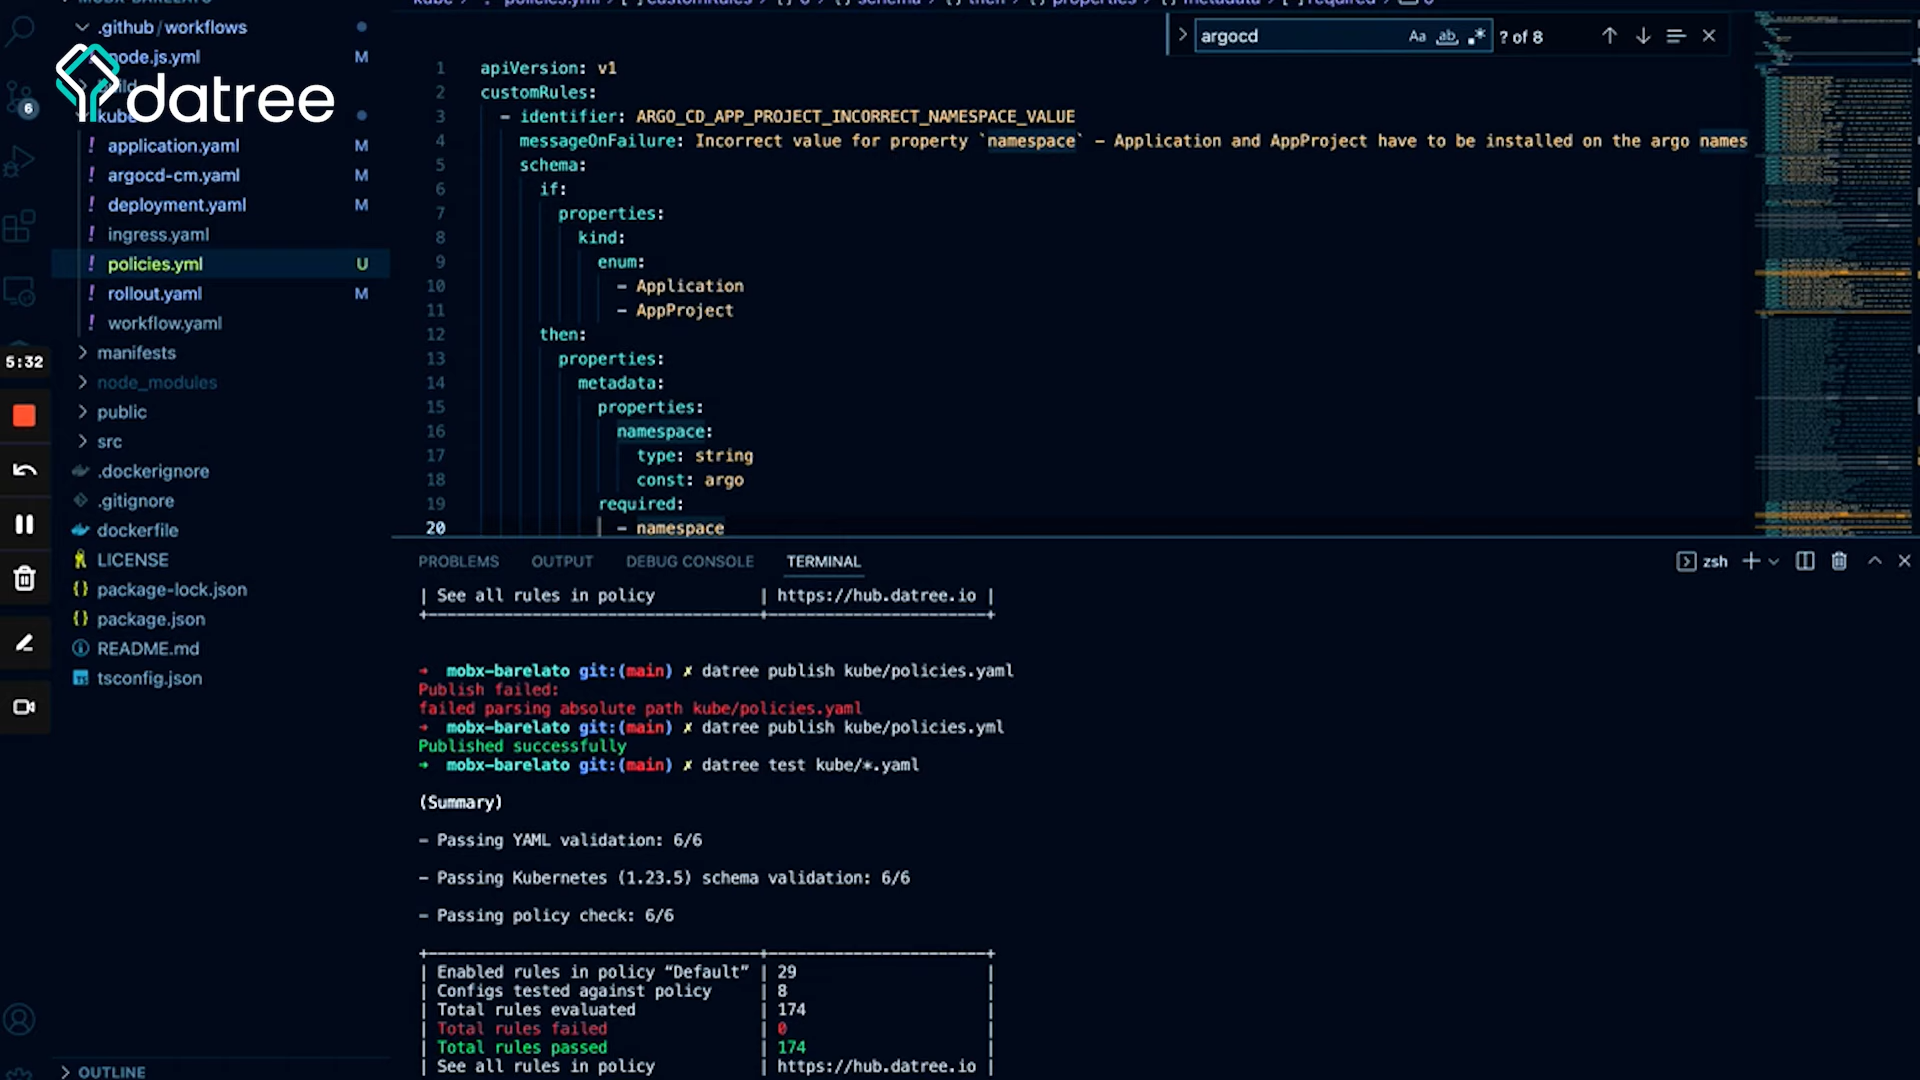 .github/workflows
node.js.yml M
datree
6
application.yaml M
argocd-cm.yaml M
deployment.yaml M
ingress.yaml
policies.yml U
rollout.yaml M
workflow.yaml
manifests
node_modules
public
src
.dockerignore
.gitignore
dockerfile
LICENSE
package-lock.json
package.json
README.md
tsconfig.json
OUTLINE
5:32
argocd Aa ab .* ? of 8
1 apiVersion: v1
2 customRules:
3 - identifier: ARGO_CD_APP_PROJECT_INCORRECT_NAMESPACE_VALUE
4 messageOnFailure: Incorrect value for property `namespace` - Application and AppProject have to be installed on the argo names
5 schema:
6 if:
7 properties:
8 kind:
9 enum:
10 - Application
11 - AppProject
12 then:
13 properties:
14 metadata:
15 properties:
16 namespace:
17 type: string
18 const: argo
19 required:
20 - namespace
PROBLEMS OUTPUT DEBUG CONSOLE TERMINAL zsh
| See all rules in policy | https://hub.datree.io |
→ mobx-barelato git:(main) ✗ datree publish kube/policies.yaml
Publish failed:
failed parsing absolute path kube/policies.yaml
→ mobx-barelato git:(main) ✗ datree publish kube/policies.yml
Published successfully
→ mobx-barelato git:(main) ✗ datree test kube/*.yaml
(Summary)
- Passing YAML validation: 6/6
- Passing Kubernetes (1.23.5) schema validation: 6/6
- Passing policy check: 6/6
| Enabled rules in policy “Default” | 29 |
| Configs tested against policy | 8 |
| Total rules evaluated | 174 |
| Total rules failed | 0 |
| Total rules passed | 174 |
| See all rules in policy | https://hub.datree.io |